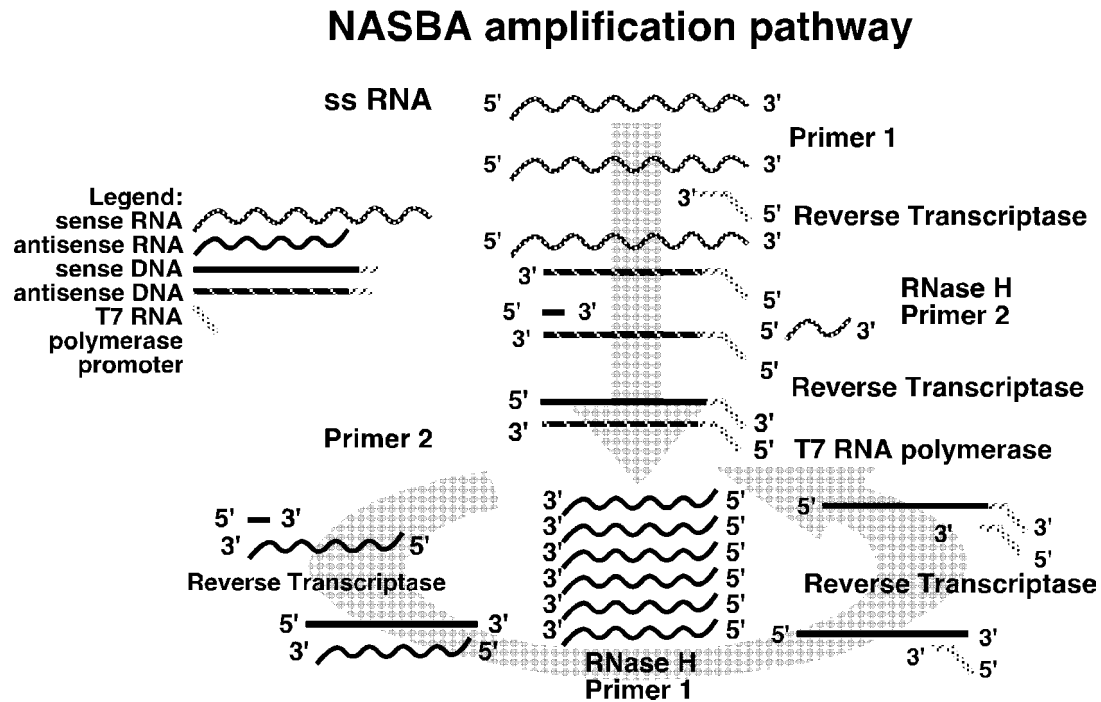 NASBA amplification pathway
ss RNA 5' 3'
Primer 1
5' 3'
Legend:
sense RNA
antisense RNA
sense DNA
antisense DNA
T7 RNA
polymerase
promoter
3' 5'
Reverse Transcriptase
5' 3'
3' 5'
RNase H
Primer 2
5' 3'
5' 3'
3' 5'
Reverse Transcriptase
5' 3'
3' 5'
Primer 2
T7 RNA polymerase
5' 3'
3' 5'
Reverse Transcriptase
5' 3'
3' 5'
3' 5'
3' 5'
3' 5'
3' 5'
3' 5'
3' 5'
RNase H
Primer 1
5' 3'
3' 5'
Reverse Transcriptase
5' 3'
3' 5'